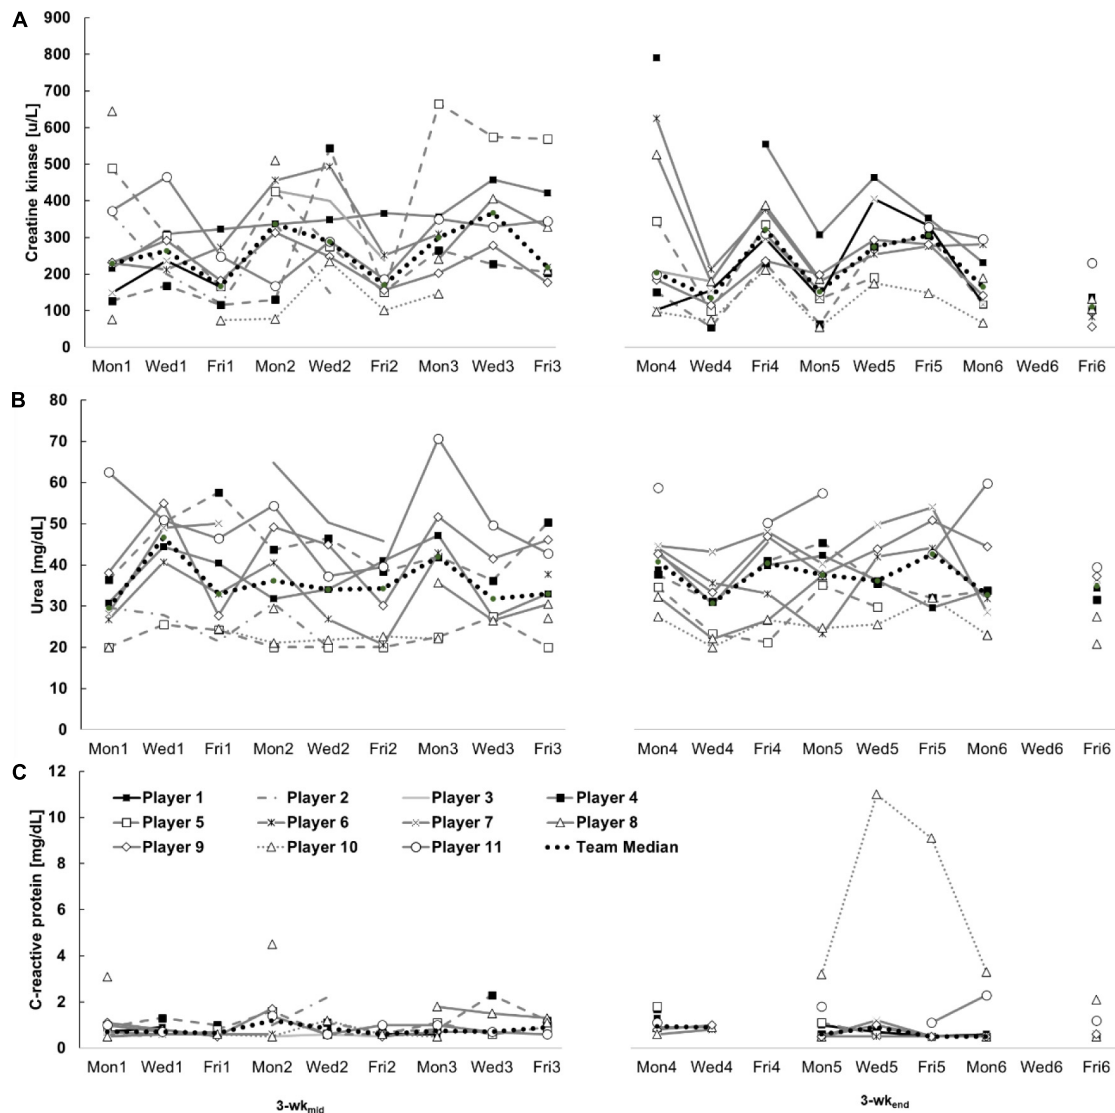 A
Creatine kinase [u/L]
900
800
700
600
500
400
300
200
100
0
Mon1 Wed1 Fri1 Mon2 Wed2 Fri2 Mon3 Wed3 Fri3 Mon4 Wed4 Fri4 Mon5 Wed5 Fri5 Mon6 Wed6 Fri6
B
Urea [mg/dL]
80
70
60
50
40
30
20
10
0
Mon1 Wed1 Fri1 Mon2 Wed2 Fri2 Mon3 Wed3 Fri3 Mon4 Wed4 Fri4 Mon5 Wed5 Fri5 Mon6 Wed6 Fri6
C
C-reactive protein [mg/dL]
12
10
8
6
4
2
0
Player 1 Player 2 Player 3 Player 4
Player 5 Player 6 Player 7 Player 8
Player 9 Player 10 Player 11 Team Median
Mon1 Wed1 Fri1 Mon2 Wed2 Fri2 Mon3 Wed3 Fri3 Mon4 Wed4 Fri4 Mon5 Wed5 Fri5 Mon6 Wed6 Fri6
3-wkmid 3-wkend